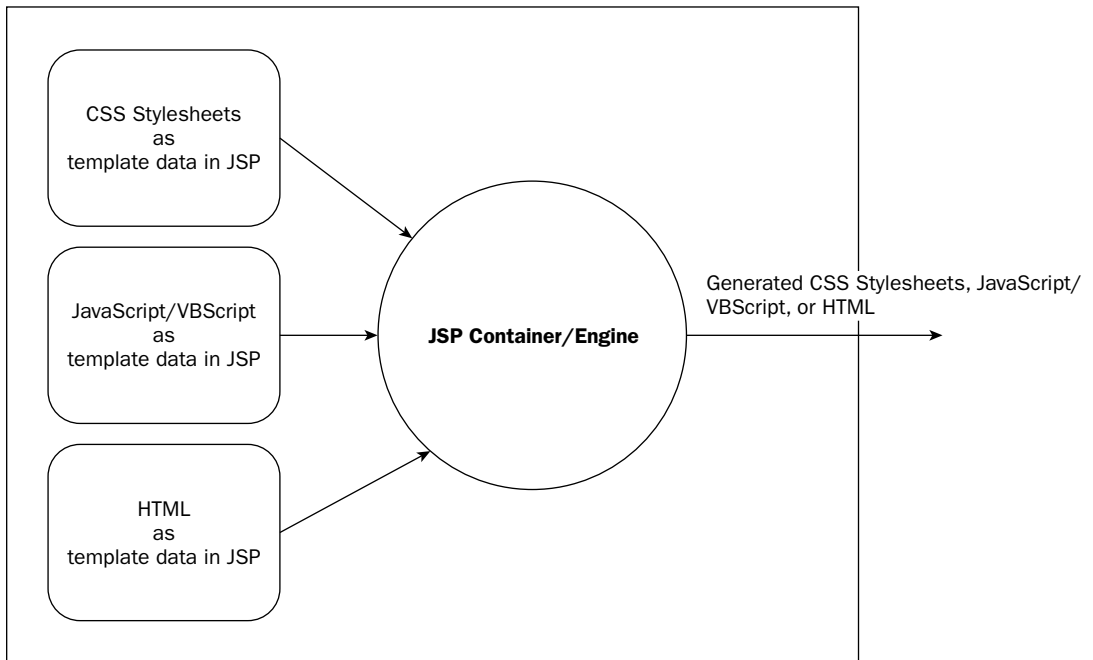 CSS Stylesheets
as
template data in JSP
JavaScript/VBScript
as
template data in JSP
HTML
as
template data in JSP
JSP Container/Engine
Generated CSS Stylesheets, JavaScript/
VBScript, or HTML